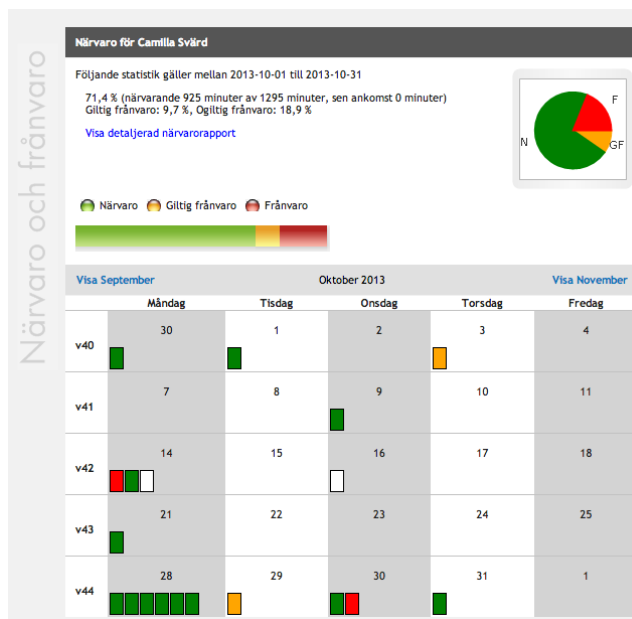 Närvaro och frånvaro
Närvaro för Camilla Svärd
Följande statistik gäller mellan 2013-10-01 till 2013-10-31
71,4 % (närvarande 925 minuter av 1295 minuter, sen ankomst 0 minuter)
Giltig frånvaro: 9,7 %, Ogiltig frånvaro: 18,9 %
Visa detaljerad närvarorapport
F
N
GF
Närvaro Giltig frånvaro Frånvaro
Visa September Oktober 2013 Visa November
Måndag Tisdag Onsdag Torsdag Fredag
v40 30 1 2 3 4
v41 7 8 9 10 11
v42 14 15 16 17 18
v43 21 22 23 24 25
v44 28 29 30 31 1